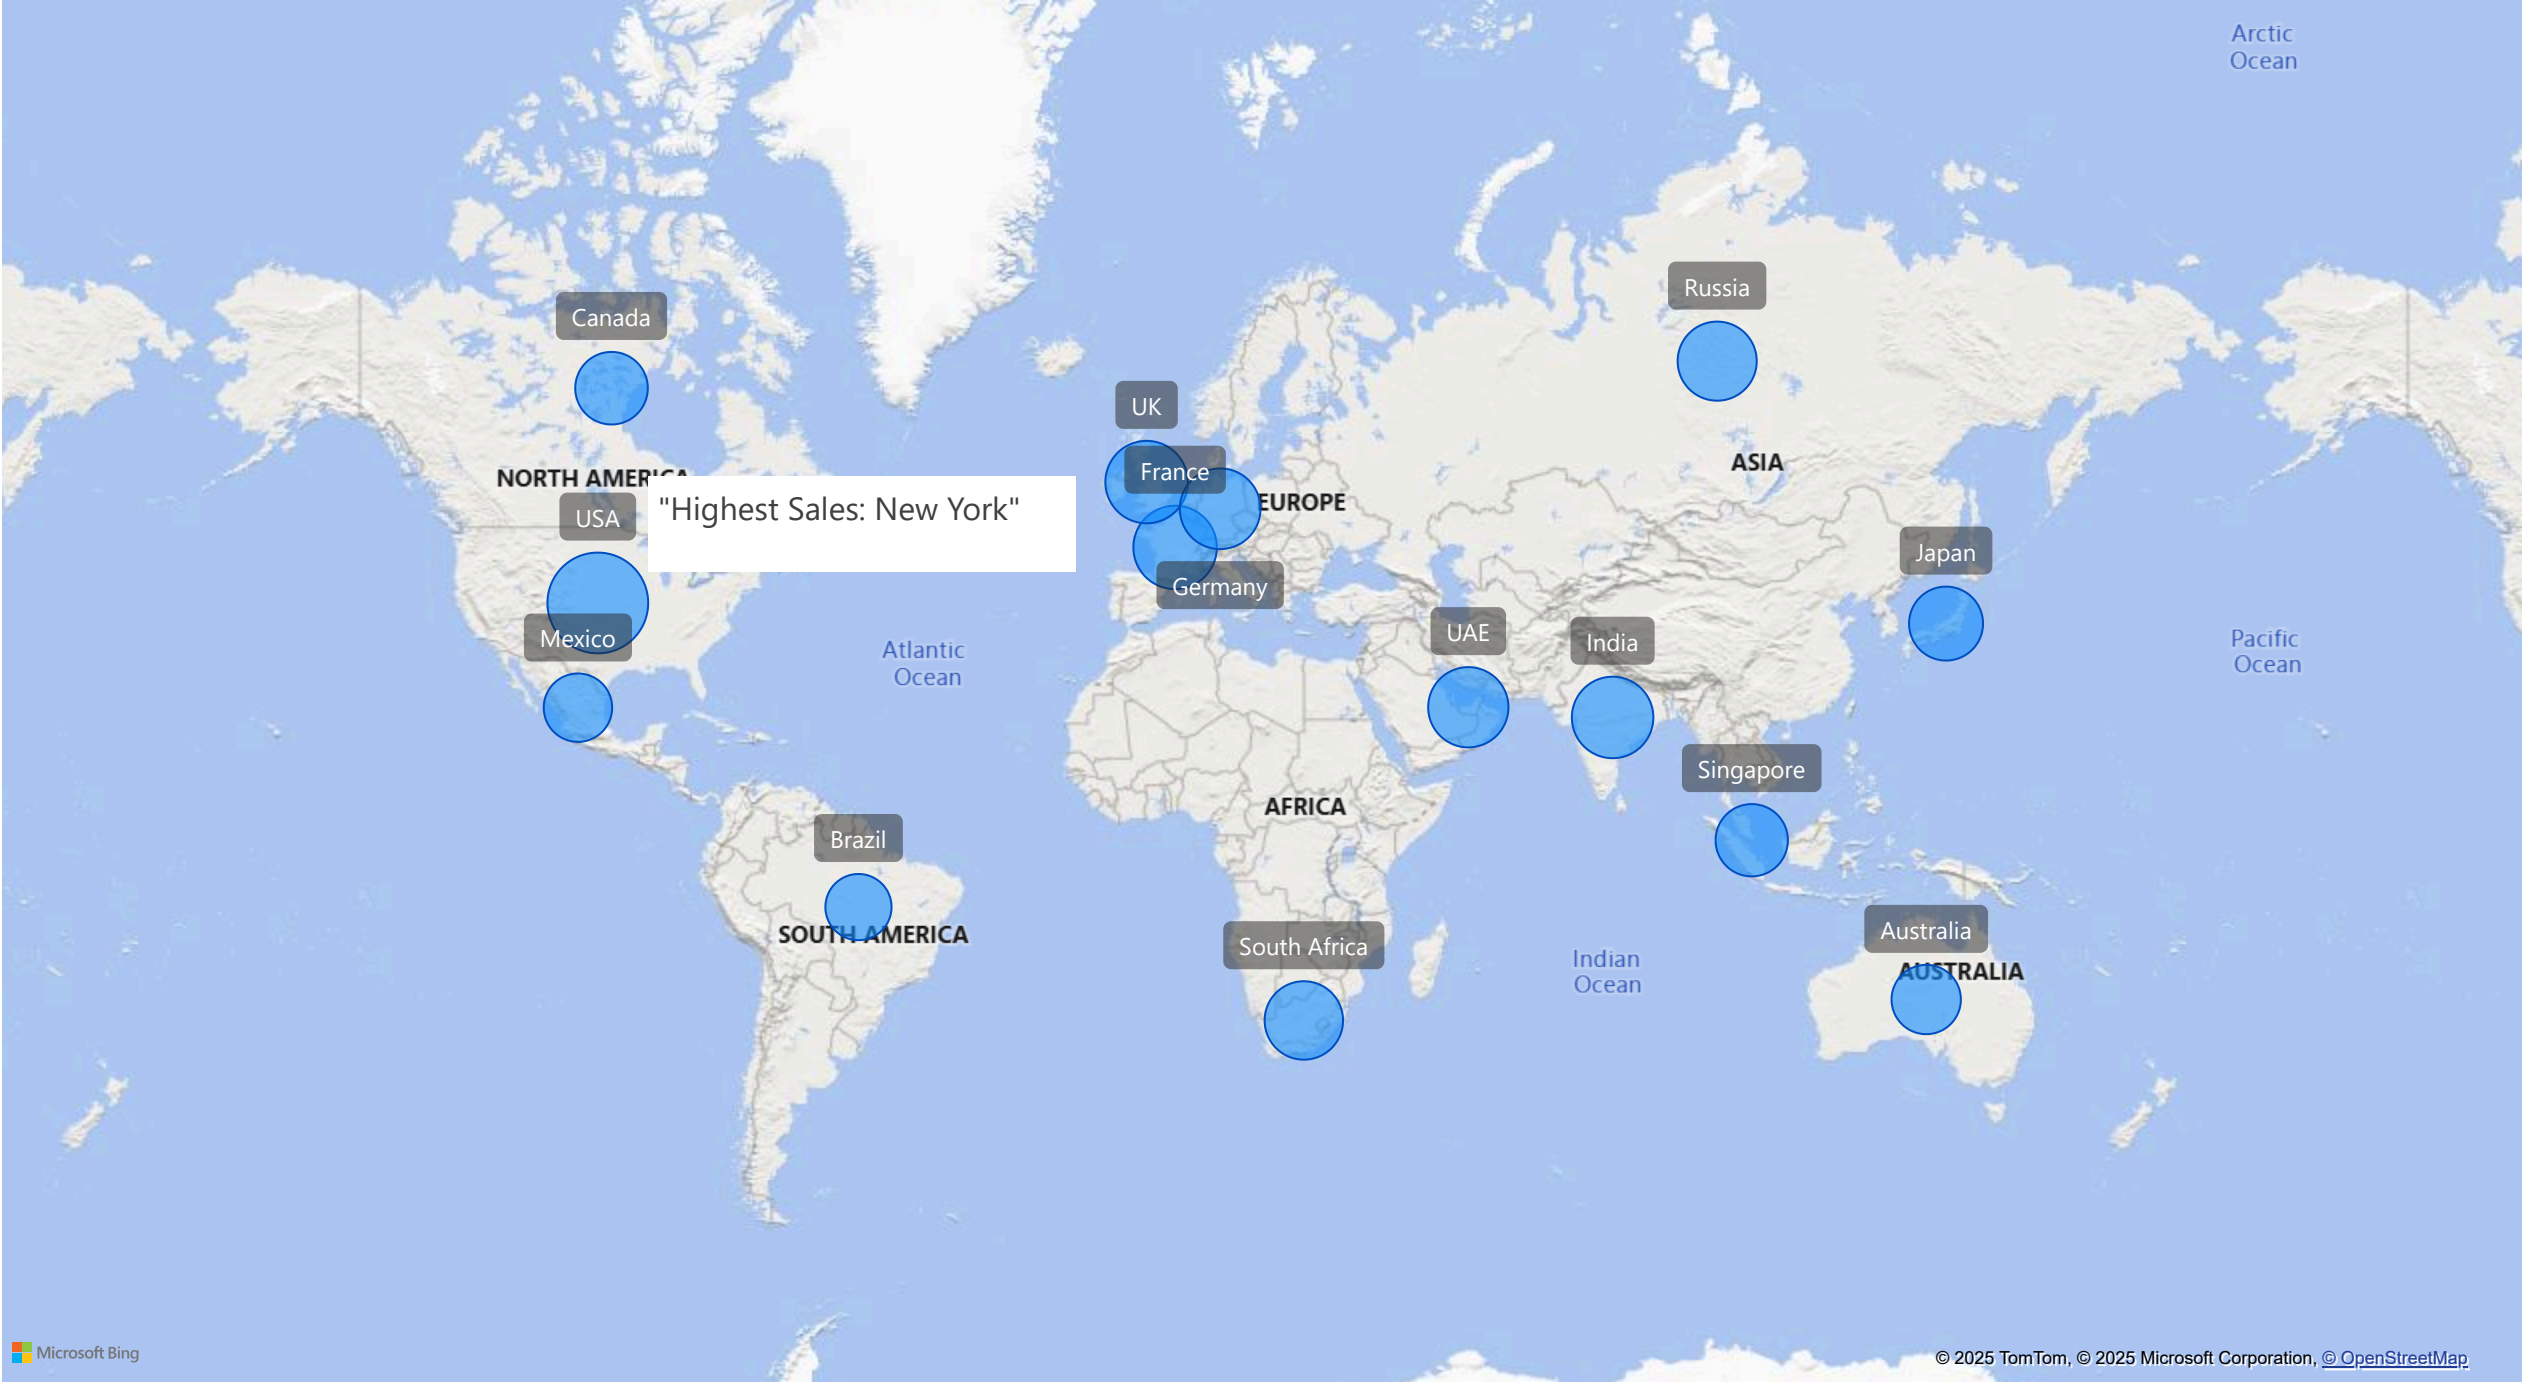 Arctic
Ocean
Russia
Canada
UK
ASIA
France
NORTH AMERICA
EUROPE
"Highest Sales: New York"
USA
Japan
Germany
UAE
India
Mexico
Atlantic
Ocean
Pacific
Ocean
Singapore
AFRICA
Brazil
SOUTH AMERICA
Australia
South Africa
AUSTRALIA
Indian
Ocean
Microsoft Bing
© 2025 TomTom, © 2025 Microsoft Corporation, © OpenStreetMap